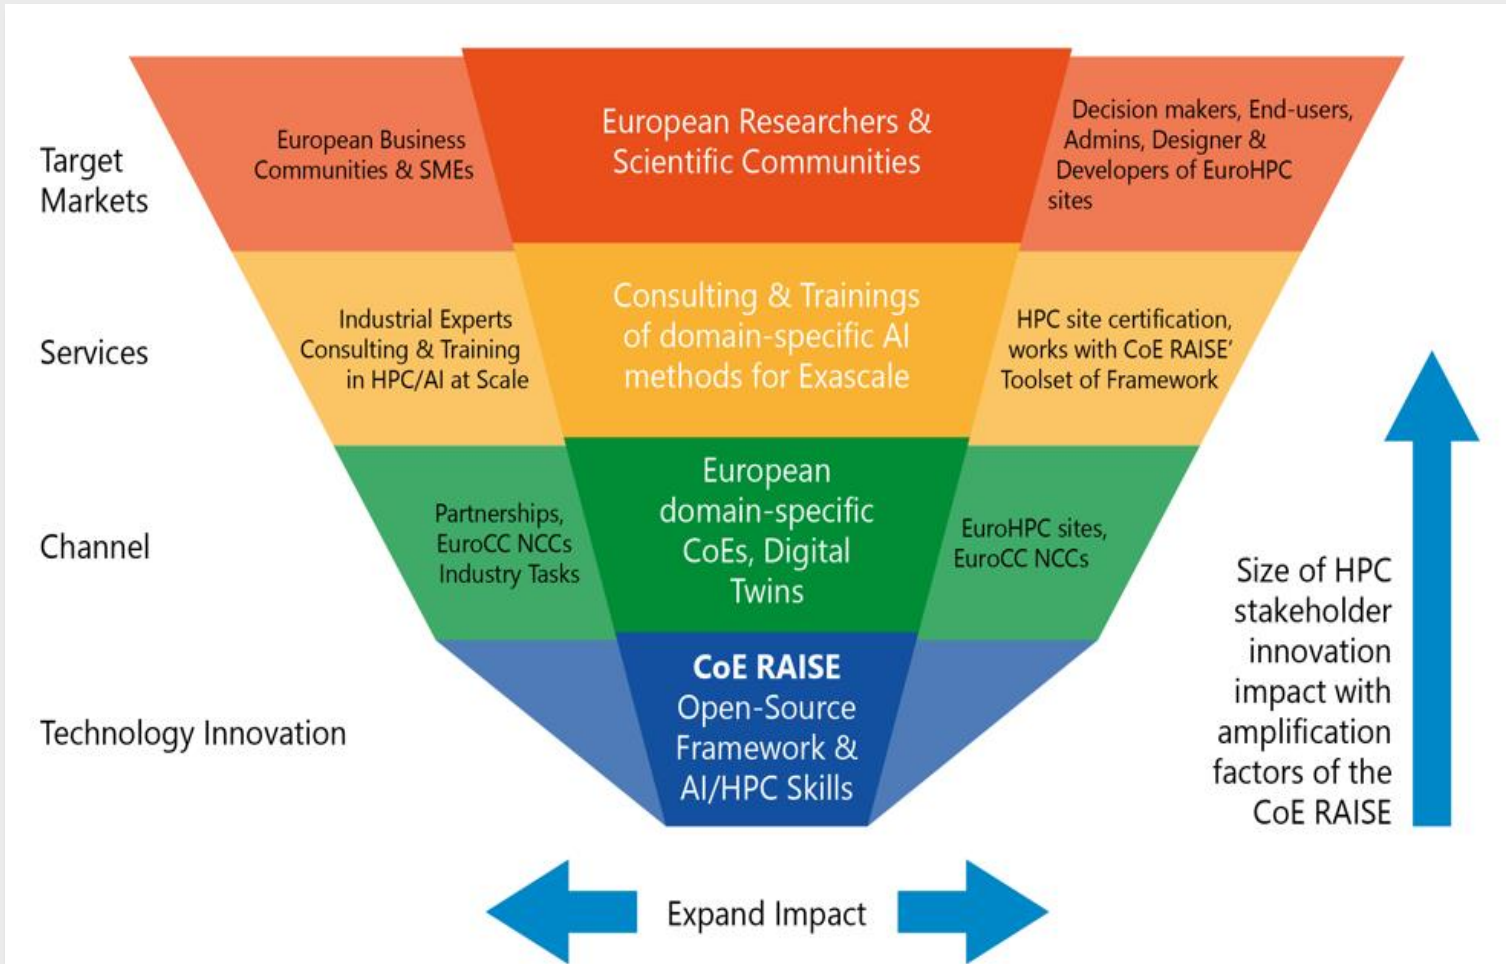 Target
Markets
European Business
Communities & SMEs
European Researchers &
Scientific Communities
Decision makers, End-users,
Admins, Designer &
Developers of EuroHPC
sites
Services
Industrial Experts
Consulting & Training
in HPC/AI at Scale
Consulting & Trainings
of domain-specific AI
methods for Exascale
HPC site certification,
works with CoE RAISE’
Toolset of Framework
Channel
Partnerships,
EuroCC NCCs
Industry Tasks
European
domain-specific
CoEs, Digital
Twins
EuroHPC sites,
EuroCC NCCs
Technology Innovation
CoE RAISE
Open-Source
Framework &
AI/HPC Skills
Size of HPC
stakeholder
innovation
impact with
amplification
factors of the
CoE RAISE
Expand Impact